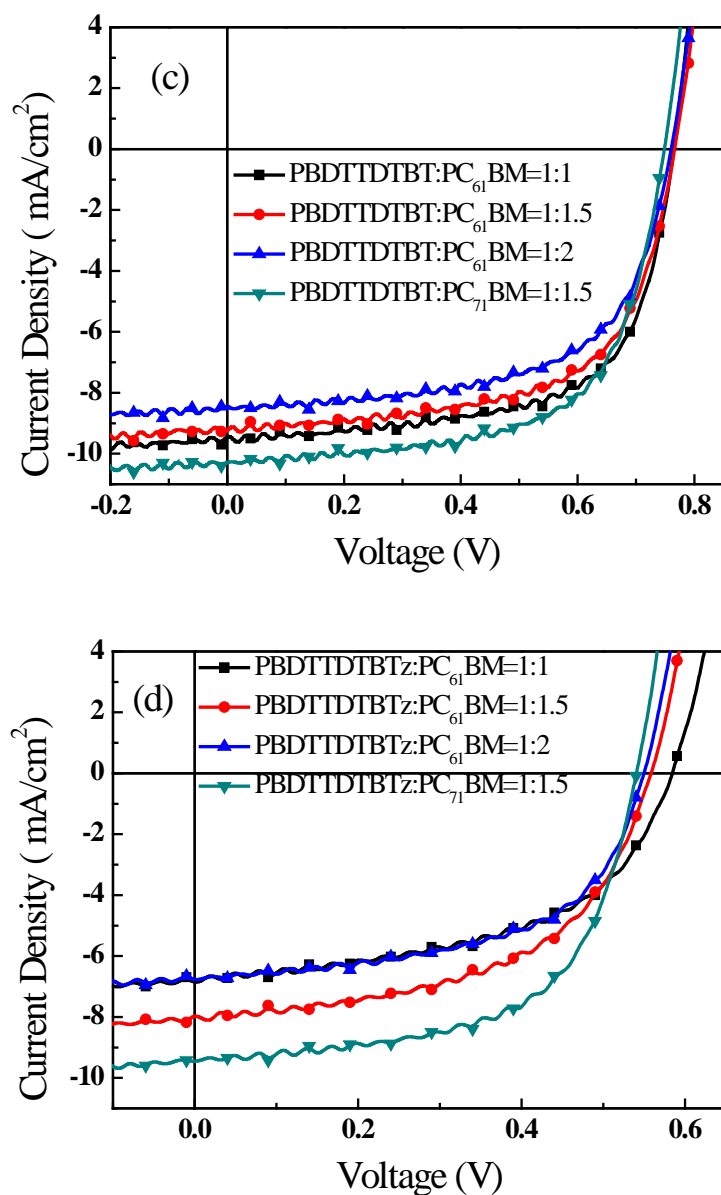 4
2
0
-2
-4
-6
-8
-10
Current Density ( mA/cm²)
(c)
PBDTTDTBT:PC₆₁BM=1:1
PBDTTDTBT:PC₆₁BM=1:1.5
PBDTTDTBT:PC₆₁BM=1:2
PBDTTDTBT:PC₇₁BM=1:1.5
-0.2 0.0 0.2 0.4 0.6 0.8
Voltage (V)
4
2
0
-2
-4
-6
-8
-10
Current Density ( mA/cm²)
(d)
PBDTTDTBTz:PC₆₁BM=1:1
PBDTTDTBTz:PC₆₁BM=1:1.5
PBDTTDTBTz:PC₆₁BM=1:2
PBDTTDTBTz:PC₇₁BM=1:1.5
0.0 0.2 0.4 0.6
Voltage (V)